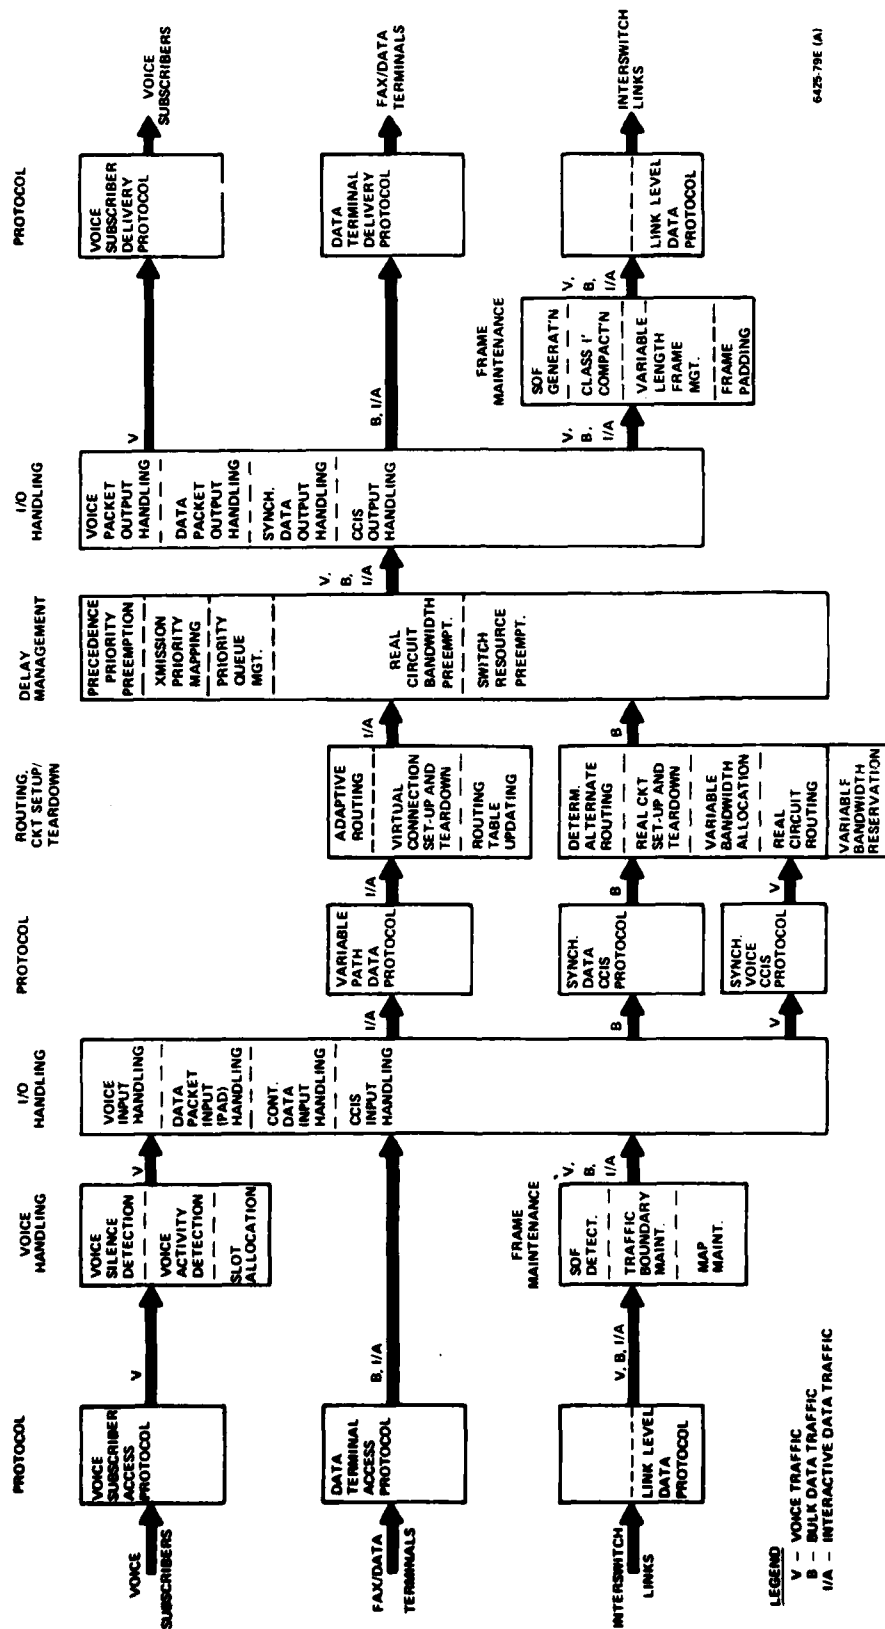 PROTOCOL
VOICE
SUBSCRIBERS
VOICE
SUBSCRIBER
ACCESS
PROTOCOL
V
FAX/DATA
TERMINALS
DATA
TERMINAL
ACCESS
PROTOCOL
B, I/A
INTERSWITCH
LINKS
LINK LEVEL
DATA
PROTOCOL
V, B, I/A
VOICE
HANDLING
VOICE
SILENCE
DETECTION
VOICE
ACTIVITY
DETECTION
SLOT
ALLOCATION
V
FRAME
MAINTENANCE
SOF
DETECT.
TRAFFIC
BOUNDARY
MAINT.
MAP
MAINT.
V,
B,
I/A
I/O
HANDLING
VOICE
INPUT
HANDLING
DATA
PACKET
INPUT
(PAD)
HANDLING
CONT.
DATA
INPUT
HANDLING
CCIS
INPUT
HANDLING
I/A
B
V
PROTOCOL
VARIABLE
PATH
DATA
PROTOCOL
I/A
SYNCH.
DATA
CCIS
PROTOCOL
B
SYNCH.
VOICE
CCIS
PROTOCOL
V
ROUTING,
CKT SETUP/
TEARDOWN
ADAPTIVE
ROUTING
VIRTUAL
CONNECTION
SET-UP AND
TEARDOWN
ROUTING
TABLE
UPDATING
I/A
DETERM.
ALTERNATE
ROUTING
REAL CKT
SET-UP AND
TEARDOWN
VARIABLE
BANDWIDTH
ALLOCATION
REAL
CIRCUIT
ROUTING
VARIABLE
BANDWIDTH
RESERVATION
B
DELAY
MANAGEMENT
PRECEDENCE
PRIORITY
PREEMPTION
XMISSION
PRIORITY
MAPPING
PRIORITY
QUEUE
MGT.
REAL
CIRCUIT
BANDWIDTH
PREEMPT.
SWITCH
RESOURCE
PREEMPT.
V,
B,
I/A
I/O
HANDLING
VOICE
PACKET
OUTPUT
HANDLING
DATA
PACKET
OUTPUT
HANDLING
SYNCH.
DATA
OUTPUT
HANDLING
CCIS
OUTPUT
HANDLING
V
B, I/A
V,
B,
I/A
FRAME
MAINTENANCE
SOF
GENERAT'N
CLASS I'
COMPACT'N
VARIABLE
LENGTH
FRAME
MGT.
FRAME
PADDING
V,
B,
I/A
PROTOCOL
VOICE
SUBSCRIBER
DELIVERY
PROTOCOL
VOICE
SUBSCRIBERS
DATA
TERMINAL
DELIVERY
PROTOCOL
FAX/DATA
TERMINALS
LINK LEVEL
DATA
PROTOCOL
INTERSWITCH
LINKS
LEGEND
V – VOICE TRAFFIC
B – BULK DATA TRAFFIC
I/A – INTERACTIVE DATA TRAFFIC
6425-79E (A)